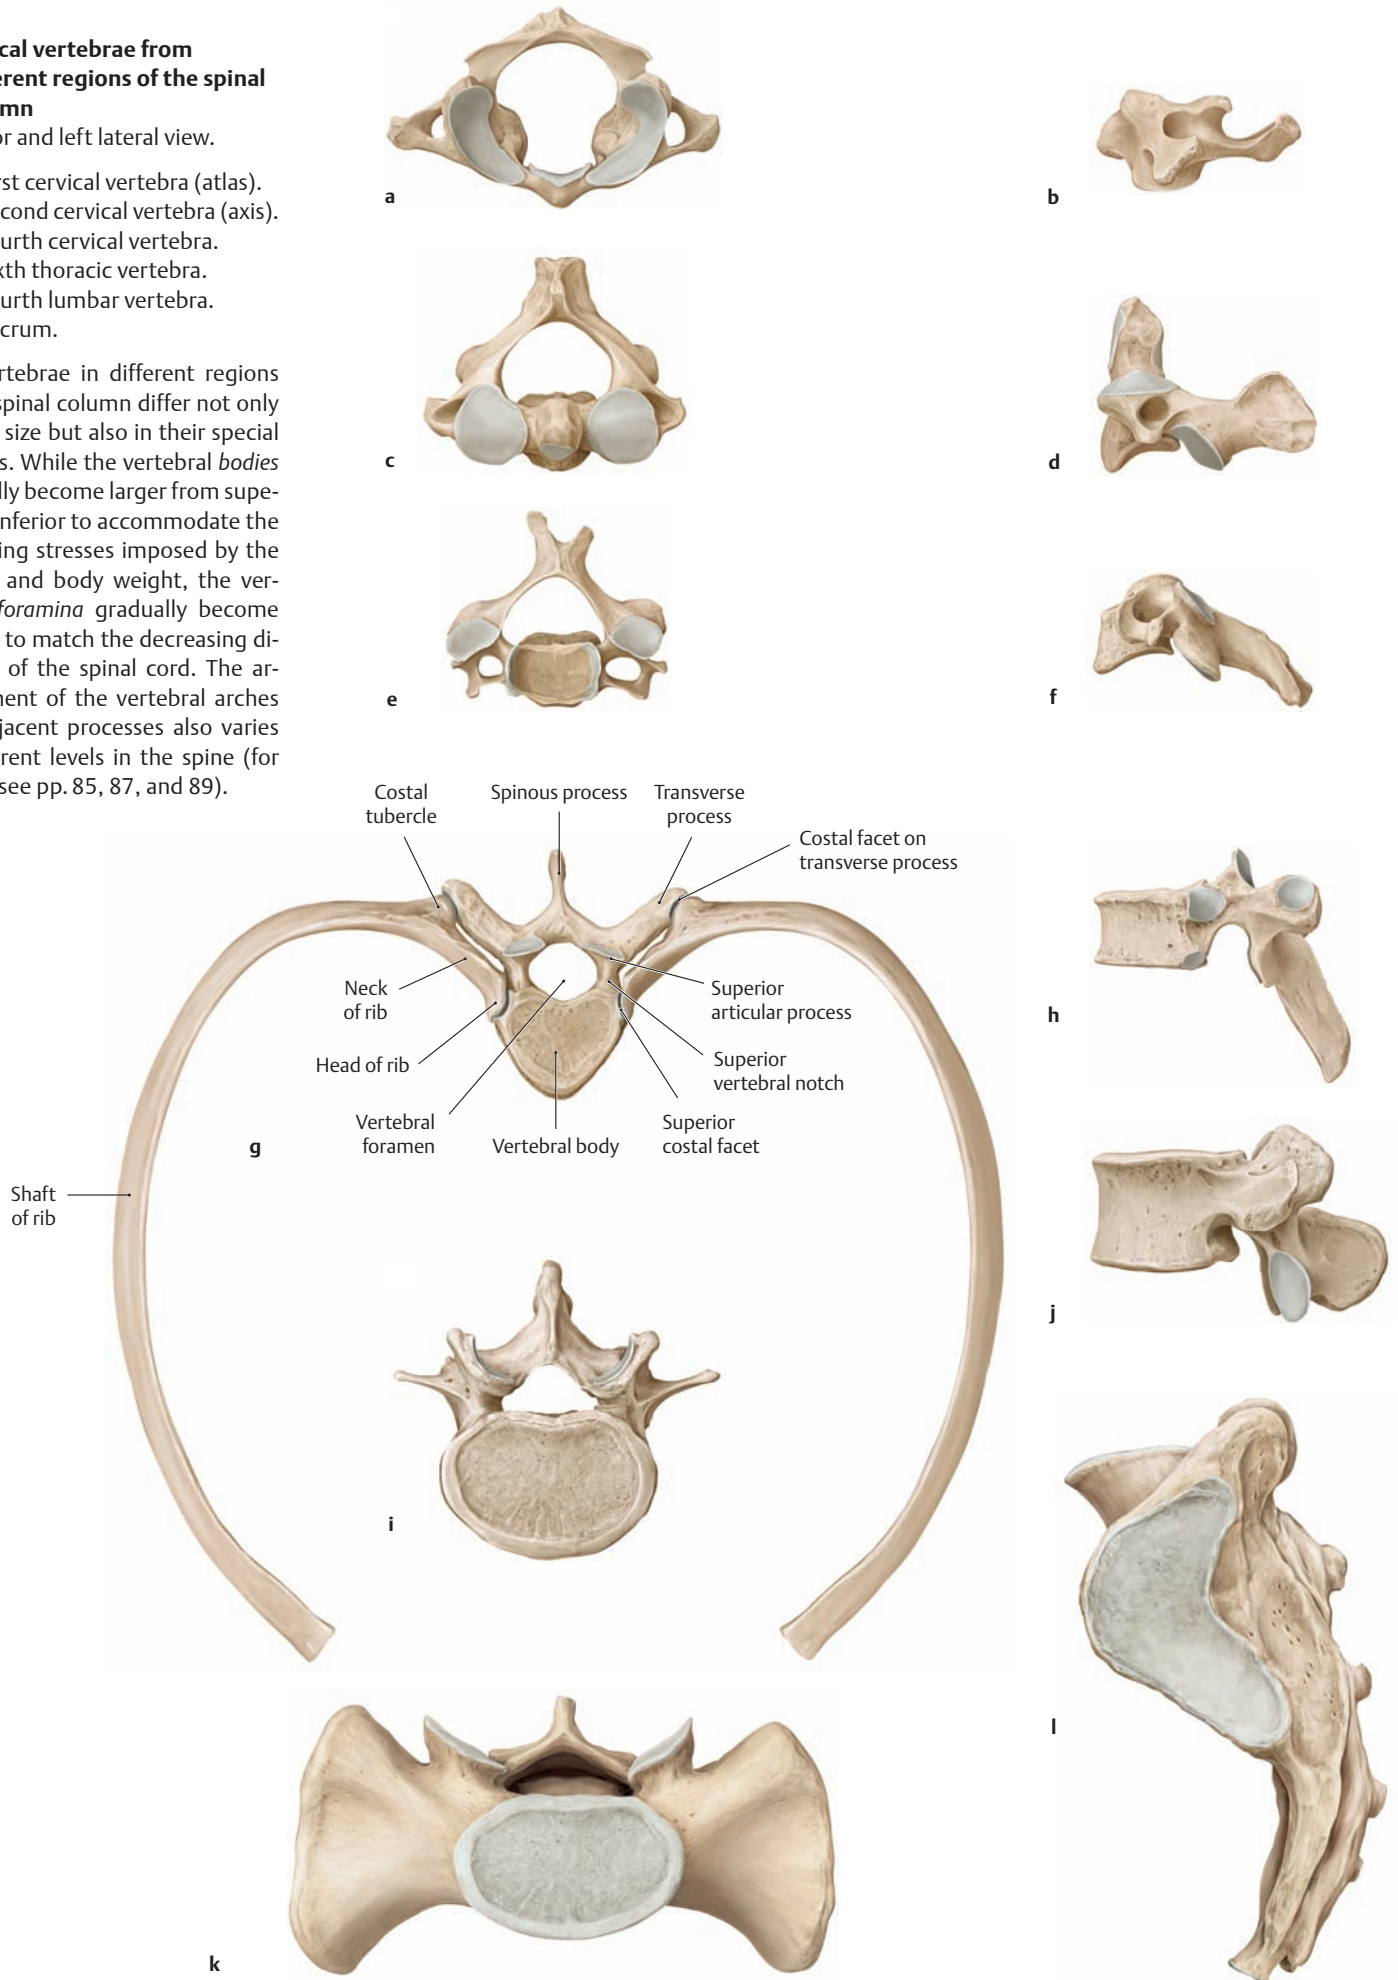 cal vertebrae from
erent regions of the spinal
mn
or and left lateral view.
rst cervical vertebra (atlas).
cond cervical vertebra (axis).
urth cervical vertebra.
xth thoracic vertebra.
urth lumbar vertebra.
crum.
rtebrae in different regions
spinal column differ not only
size but also in their special
s. While the vertebral bodies
lly become larger from supe-
inferior to accommodate the
ing stresses imposed by the
and body weight, the ver-
foramina gradually become
to match the decreasing di-
of the spinal cord. The ar-
ment of the vertebral arches
djacent processes also varies
rent levels in the spine (for
see pp. 85, 87, and 89).
a
b
c
d
e
f
Costal
tubercle
Spinous process
Transverse
process
Costal facet on
transverse process
Neck
of rib
Superior
articular process
h
Head of rib
Superior
vertebral notch
Vertebral
foramen
Vertebral body
Superior
costal facet
g
Shaft
of rib
j
i
l
k